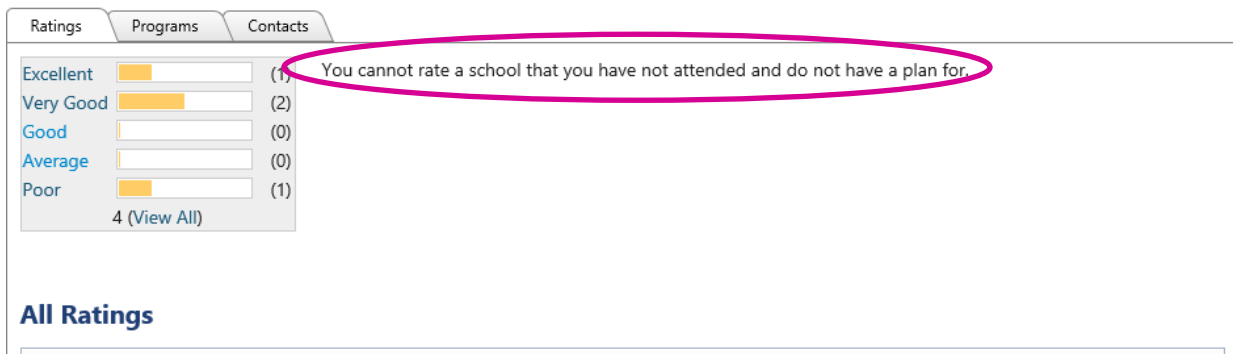 Ratings Programs Contacts
Excellent (1) You cannot rate a school that you have not attended and do not have a plan for.
Very Good (2)
Good (0)
Average (0)
Poor (1)
4 (View All)
All Ratings